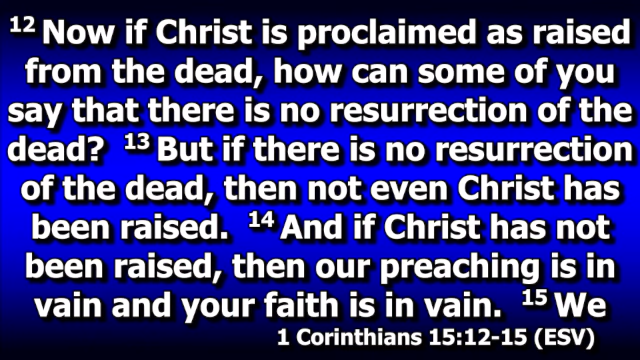 12 Now if Christ is proclaimed as raised
from the dead, how can some of you
say that there is no resurrection of the
dead? 13 But if there is no resurrection
of the dead, then not even Christ has
been raised. 14 And if Christ has not
been raised, then our preaching is in
vain and your faith is in vain. 15 We
1 Corinthians 15:12-15 (ESV)